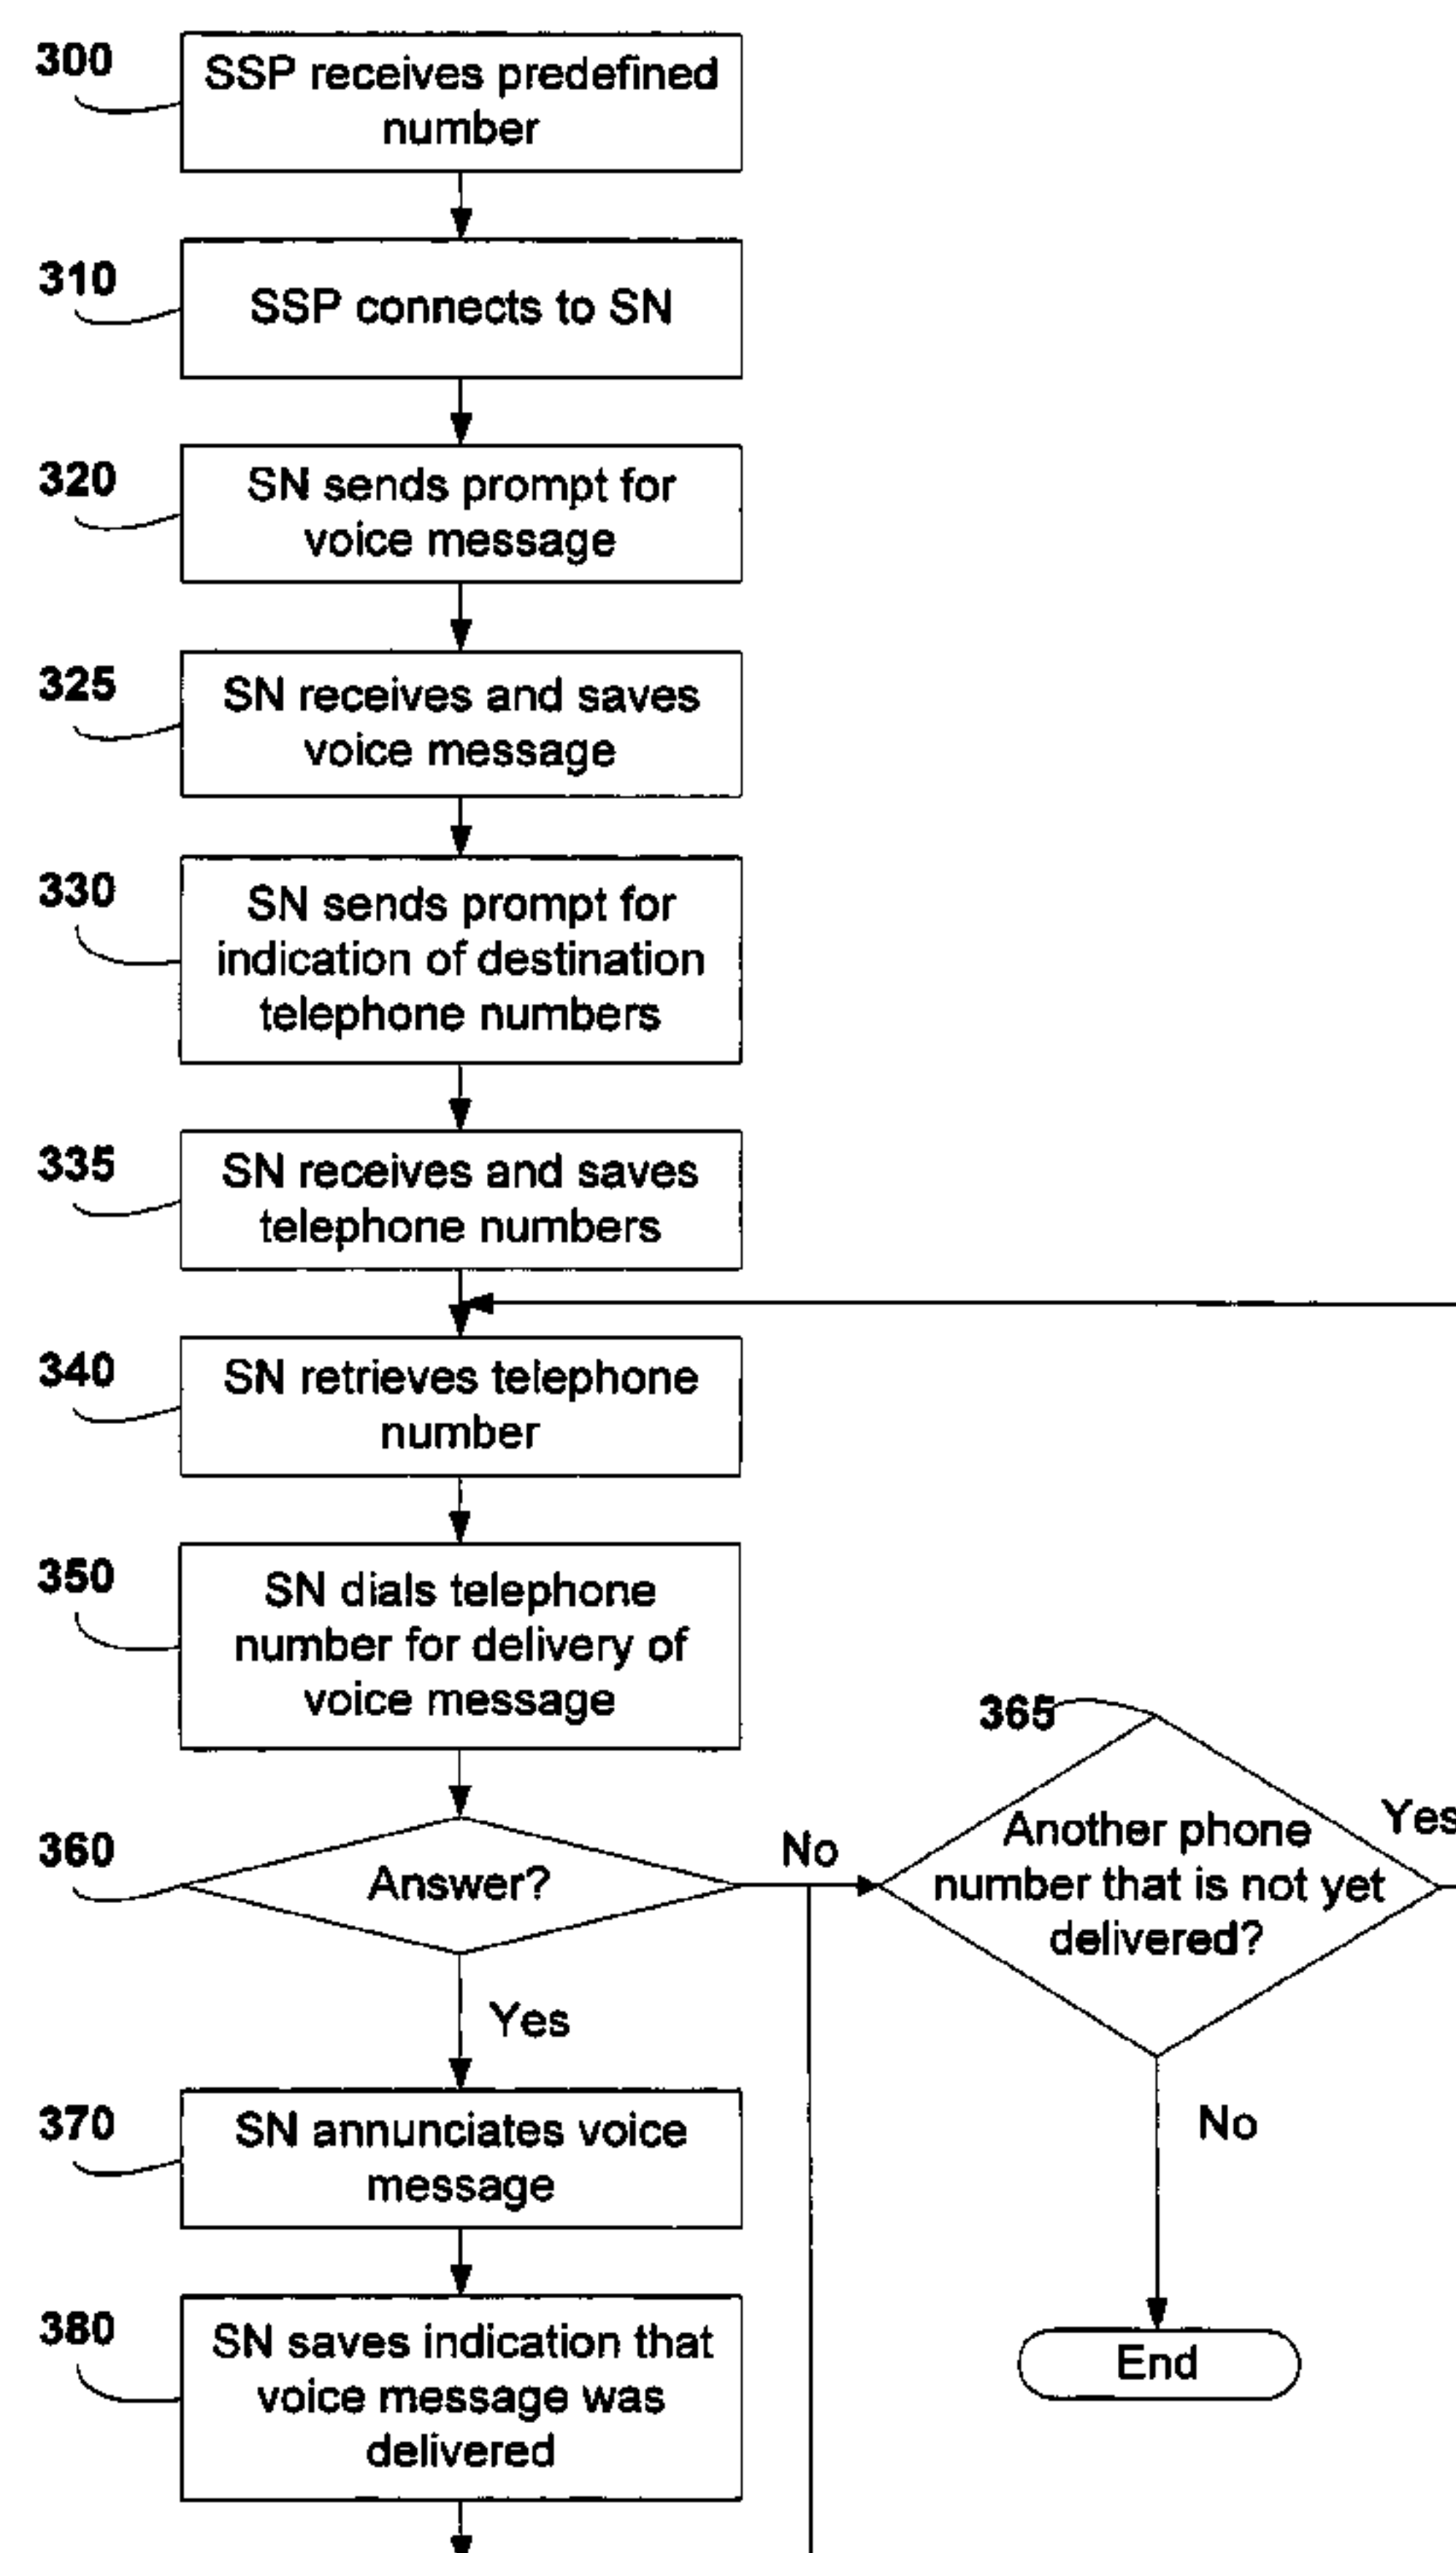 300
SSP receives predefined
number
310
SSP connects to SN
320
SN sends prompt for
voice message
325
SN receives and saves
voice message
330
SN sends prompt for
indication of destination
telephone numbers
335
SN receives and saves
telephone numbers
340
SN retrieves telephone
number
350
SN dials telephone
number for delivery of
voice message
360
Answer?
No
365
Another phone
number that is not yet
delivered?
Yes
Yes
No
370
SN annunciates voice
message
380
SN saves indication that
voice message was
delivered
End